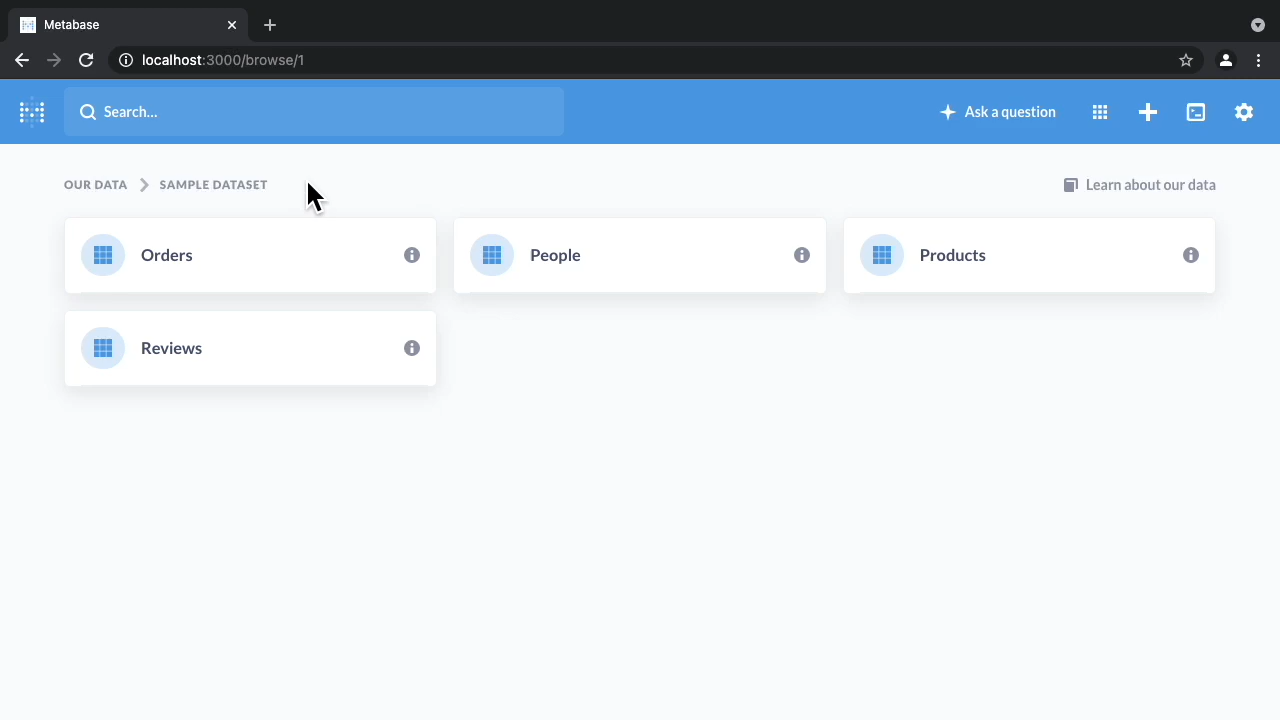 Metabase
localhost:3000/browse/1
Search...
Ask a question
OUR DATA
SAMPLE DATASET
Learn about our data
Orders
People
Products
Reviews